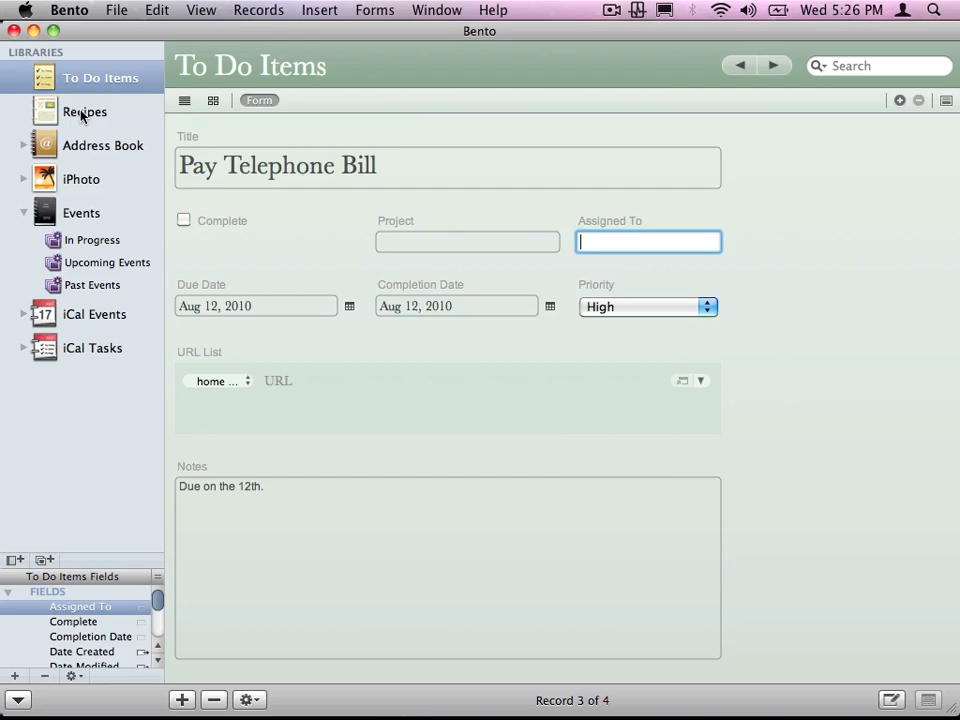 Bento File Edit View Records Insert Forms Window Help Wed 5:26 PM
Bento
LIBRARIES
To Do Items
Recipes
Address Book
iPhoto
Events
In Progress
Upcoming Events
Past Events
17 iCal Events
iCal Tasks
To Do Items Fields
FIELDS
Assigned To
Complete
Completion Date
Date Created
Date Modified
To Do Items
Search
Form
Title
Pay Telephone Bill
Complete
Project
Assigned To
Due Date
Completion Date
Priority
Aug 12, 2010
Aug 12, 2010
High
URL List
home ... URL
Notes
Due on the 12th.
Record 3 of 4